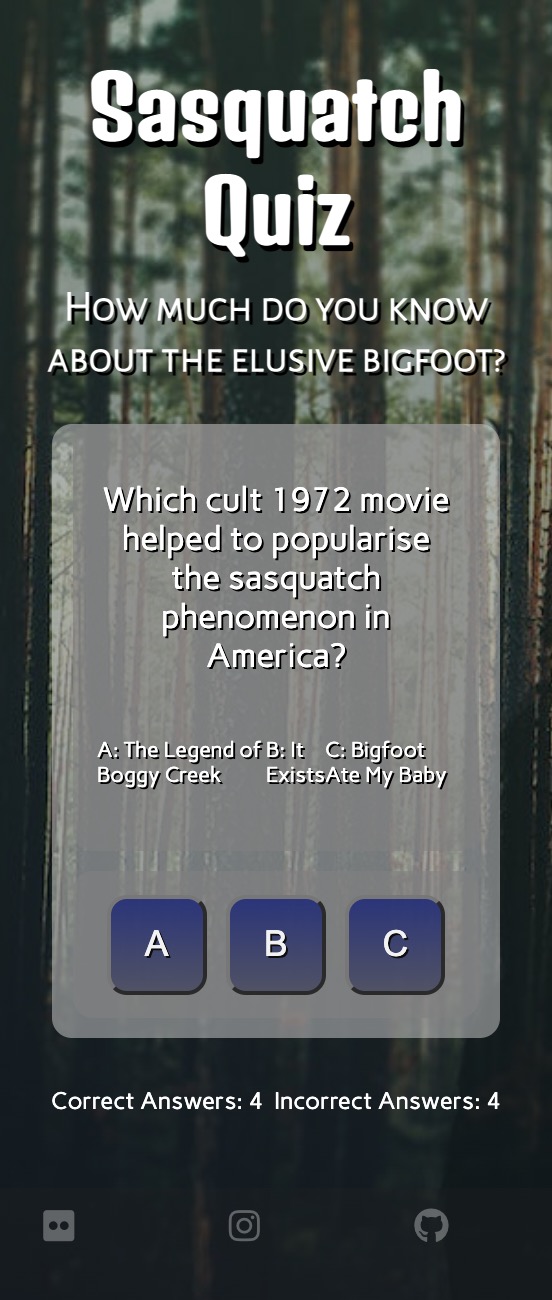 Sasquatch
Quiz
How much do you know
about the elusive bigfoot?
Which cult 1972 movie
helped to popularise
the sasquatch
phenomenon in
America?
A: The Legend of B: It C: Bigfoot
Boggy Creek ExistsAte My Baby
A B C
Correct Answers: 4 Incorrect Answers: 4